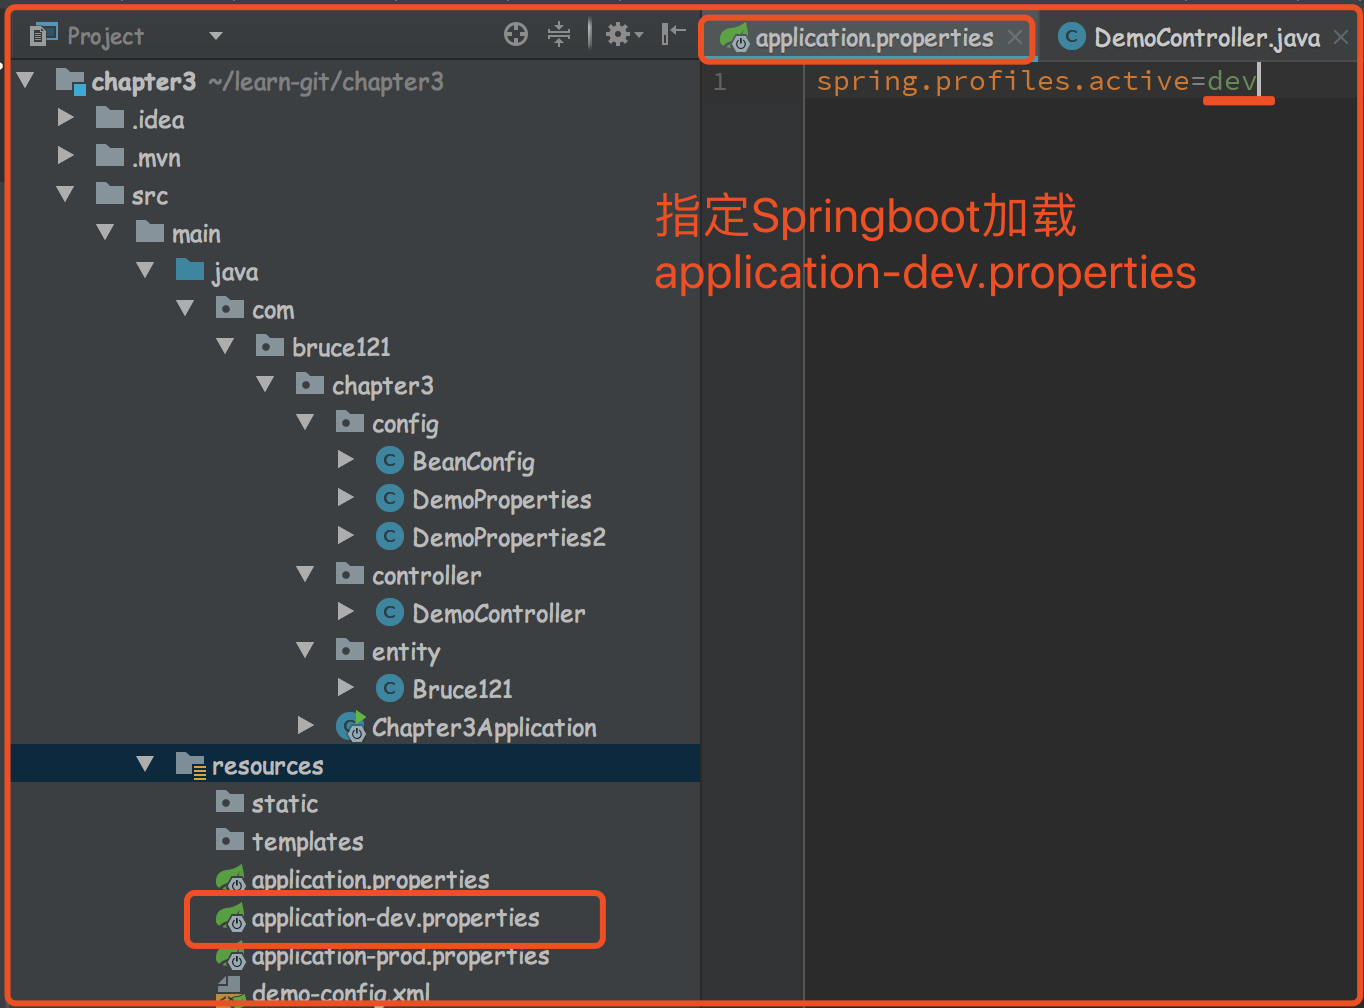 Project
application.properties
DemoController.java
chapter3 ~/learn-git/chapter3
.idea
.mvn
src
main
java
com
bruce121
chapter3
config
BeanConfig
DemoProperties
DemoProperties2
controller
DemoController
entity
Bruce121
Chapter3Application
resources
static
templates
application.properties
application-dev.properties
application-prod.properties
demo-config.xml
1 spring.profiles.active=dev
指定Springboot加载
application-dev.properties